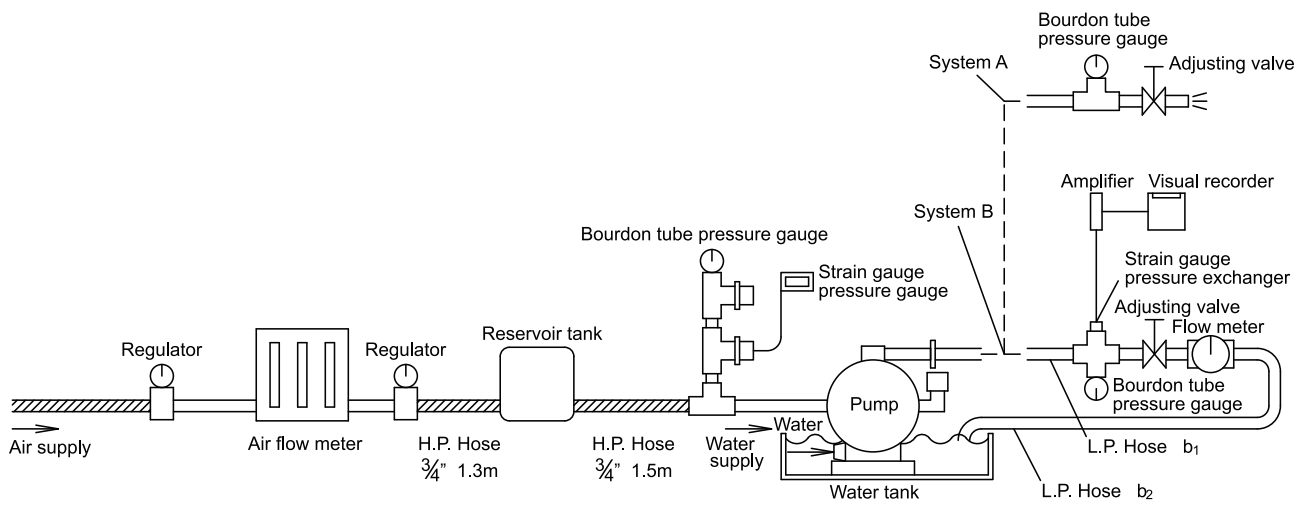 Bourdon tube
pressure gauge
System A
Adjusting valve
Amplifier
Visual recorder
System B
Bourdon tube pressure gauge
Strain gauge
pressure gauge
Strain gauge
pressure exchanger
Adjusting valve
Flow meter
Reservoir tank
Regulator
Regulator
Pump
Bourdon tube
pressure gauge
Air supply
Air flow meter
H.P. Hose
¾" 1.3m
H.P. Hose
¾" 1.5m
Water
supply
Water
Water tank
L.P. Hose b1
L.P. Hose b2